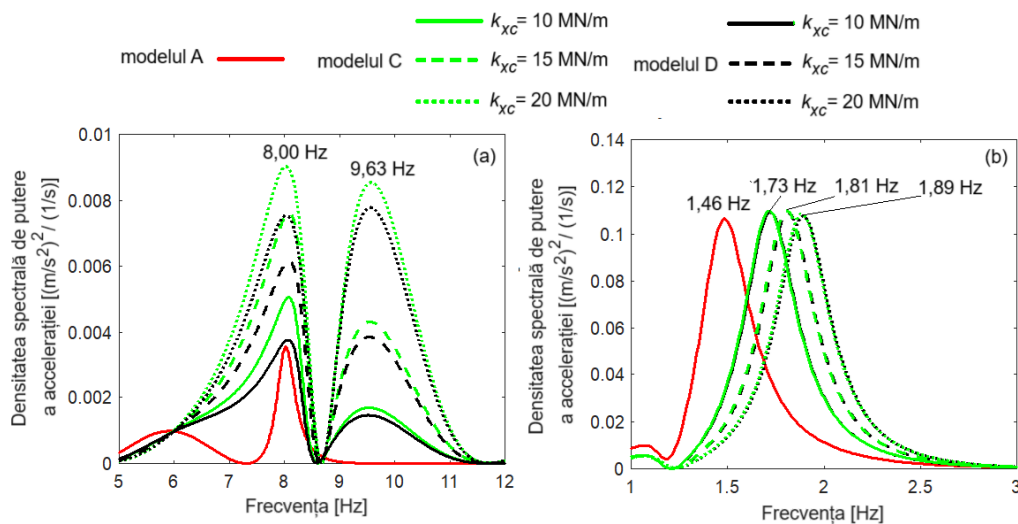 modelul A
modelul C
k_xc= 10 MN/m
k_xc= 15 MN/m
k_xc= 20 MN/m
modelul D
k_xc= 10 MN/m
k_xc= 15 MN/m
k_xc= 20 MN/m
(a)
8,00 Hz
9,63 Hz
Densitatea spectrală de putere
a accelerației [(m/s²)²/ (1/s)]
0.01
0.008
0.006
0.004
0.002
0
5 6 7 8 9 10 11 12
Frecvența [Hz]
(b)
1,46 Hz
1,73 Hz
1,81 Hz
1,89 Hz
Densitatea spectrală de putere
a accelerației [(m/s²)²/ (1/s)]
0.14
0.12
0.10
0.08
0.06
0.04
0.02
0
1 1.5 2 2.5 3
Frecvența [Hz]